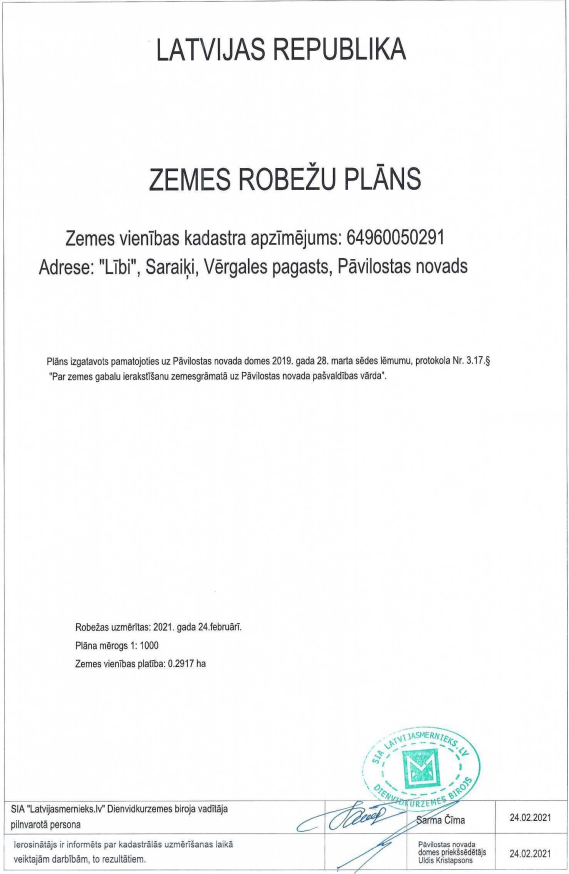 LATVIJAS REPUBLIKA
ZEMES ROBEŽU PLĀNS
Zemes vienības kadastra apzīmējums: 64960050291
Adrese: "Lībi", Saraiķi, Vērgales pagasts, Pāvilostas novads
Plāns izgatavots pamatojoties uz Pāvilostas novada domes 2019. gada 28. marta sēdes lēmumu, protokola Nr. 3.17.§
"Par zemes gabalu ierakstīšanu zemesgrāmatā uz Pāvilostas novada pašvaldības vārda".
Robežas uzmērītas: 2021. gada 24.februārī.
Plāna mērogs 1: 1000
Zemes vienības platība: 0.2917 ha
SIA LATVIJASMERNIEKS.LV
DIENVIDKURZEMES BIROJS
SIA "Latvijasmernieks.lv" Dienvidkurzemes biroja vadītāja
pilnvarotā persona
Sarma Čīma
24.02.2021
Ierosinātājs ir informēts par kadastrālās uzmērīšanas laikā
veiktajām darbībām, to rezultātiem.
Pāvilostas novada
domes priekšsēdētājs
Uldis Kristapsons
24.02.2021